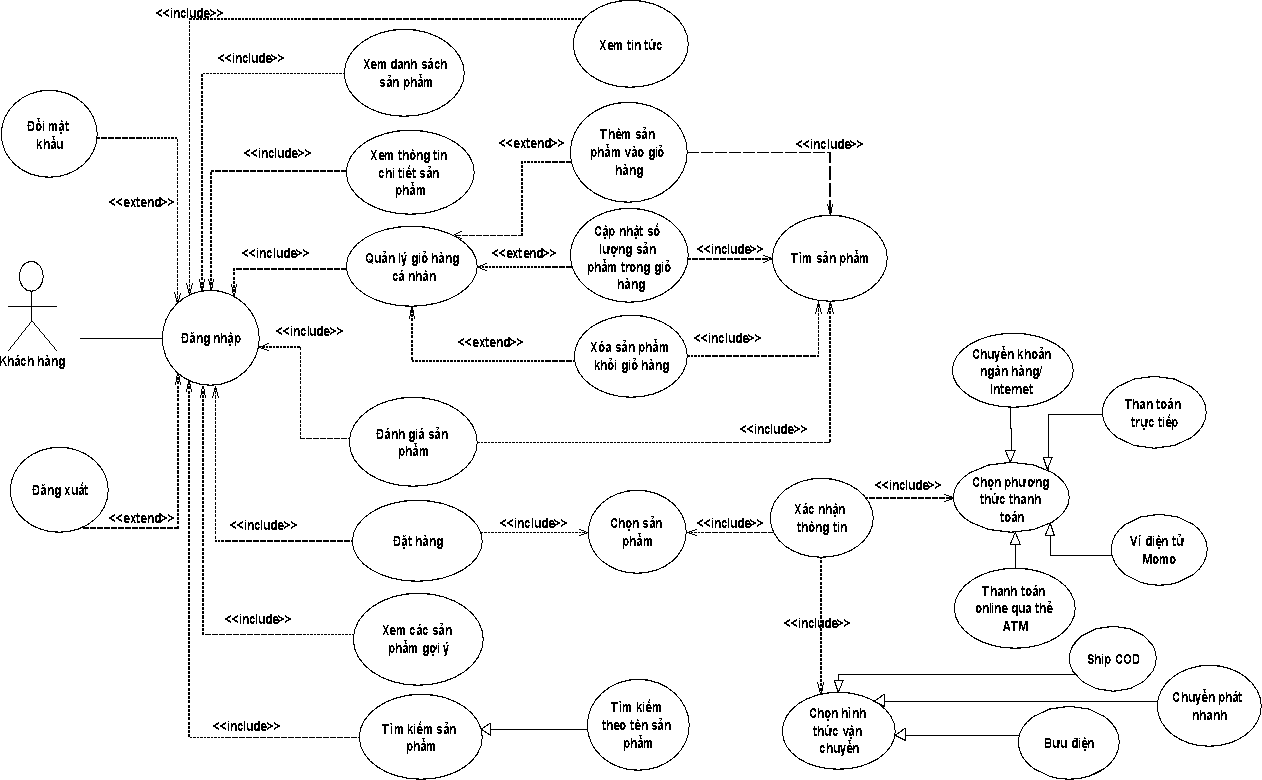 <<include>>
Xem tin tức
<<include>>
Xem danh sách
sản phẩm
Đổi mật
khẩu
<<extend>>
<<include>>
Xem thông tin
chi tiết sản
phẩm
<<extend>>
Thêm sản
phẩm vào giỏ
hàng
<<include>>
<<include>>
Quản lý giỏ hàng
cá nhân
<<extend>>
Cập nhật số
lượng sản
phẩm trong giỏ
hàng
<<include>>
Tìm sản phẩm
Khách hàng
Đăng nhập
<<include>>
<<extend>>
Xóa sản phẩm
khỏi giỏ hàng
<<include>>
Chuyển khoản
ngân hàng/
Internet
Than toán
trực tiếp
Đánh giá sản
phẩm
<<include>>
Đăng xuất
<<extend>>
<<include>>
Đặt hàng
<<include>>
Chọn sản
phẩm
<<include>>
Xác nhận
thông tin
<<include>>
Chọn phương
thức thanh
toán
Ví điện tử
Momo
Thanh toán
online qua thẻ
ATM
<<include>>
Xem các sản
phẩm gợi ý
<<include>>
Ship COD
Chuyển phát
nhanh
<<include>>
Tìm kiếm sản
phẩm
Tìm kiếm
theo tên sản
phẩm
Chọn hình
thức vận
chuyển
Bưu điện